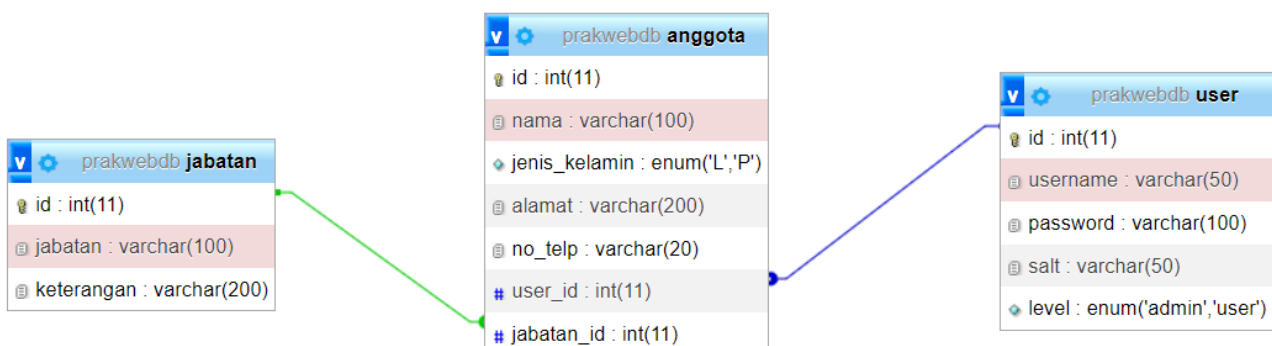 prakwebdb jabatan
id : int(11)
jabatan : varchar(100)
keterangan : varchar(200)
v prakwebdb anggota
id : int(11)
nama : varchar(100)
jenis_kelamin : enum('L','P')
alamat : varchar(200)
no_telp : varchar(20)
# user_id : int(11)
# jabatan_id : int(11)
v prakwebdb user
id : int(11)
username : varchar(50)
password : varchar(100)
salt : varchar(50)
level : enum('admin','user')